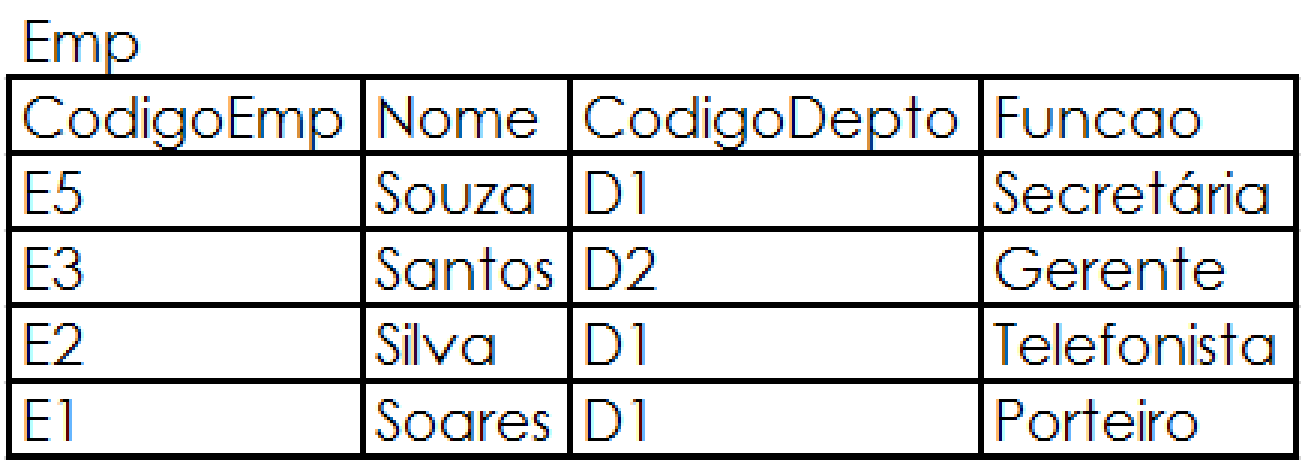 Emp
CodigoEmp Nome CodigoDepto Funcao
E5 Souza D1 Secretária
E3 Santos D2 Gerente
E2 Silva D1 Telefonista
E1 Soares D1 Porteiro